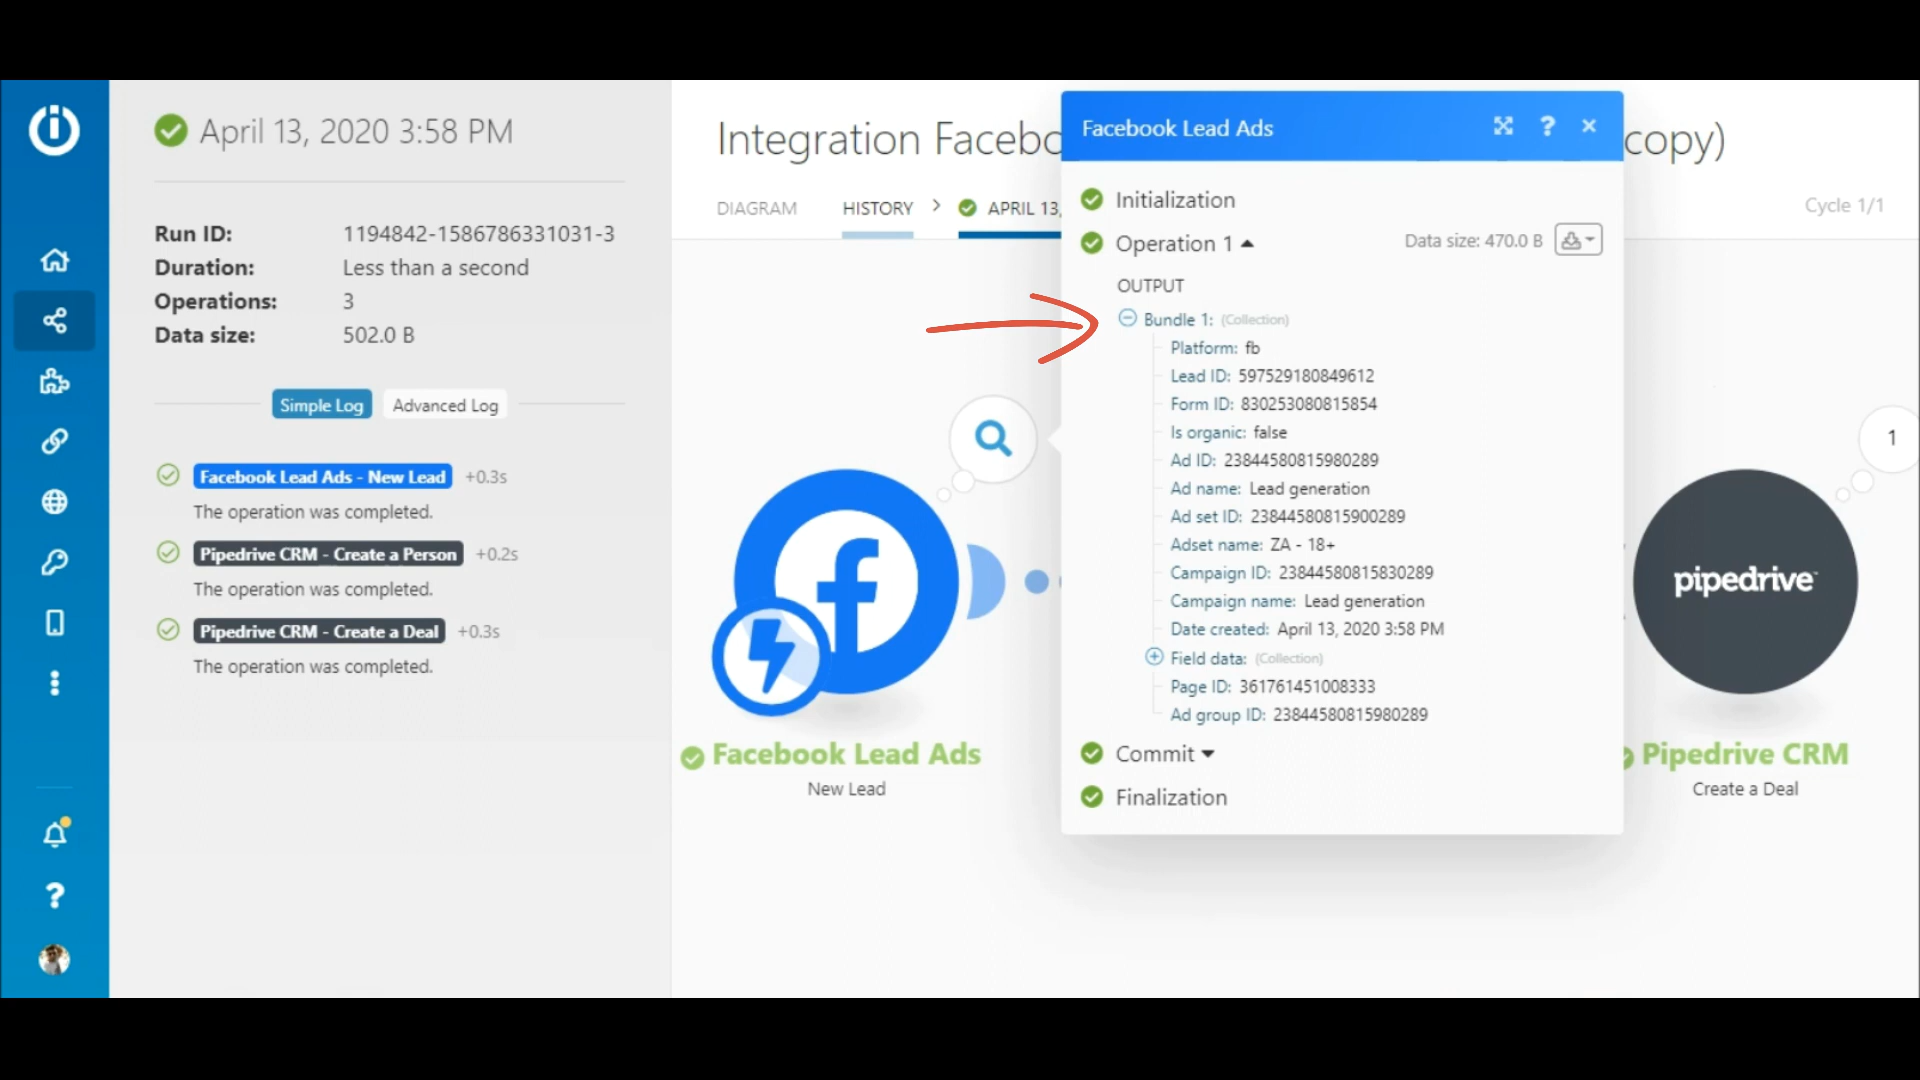 April 13, 2020 3:58 PM
Run ID: 1194842-1586786331031-3
Duration: Less than a second
Operations: 3
Data size: 502.0 B
Simple Log Advanced Log
Facebook Lead Ads - New Lead +0.3s
The operation was completed.
Pipedrive CRM - Create a Person +0.2s
The operation was completed.
Pipedrive CRM - Create a Deal +0.3s
The operation was completed.
Integration Facebo copy)
DIAGRAM HISTORY > APRIL 13,
Cycle 1/1
Facebook Lead Ads
Initialization
Operation 1
Data size: 470.0 B
OUTPUT
Bundle 1: (Collection)
Platform: fb
Lead ID: 597529180849612
Form ID: 830253080815854
Is organic: false
Ad ID: 23844580815980289
Ad name: Lead generation
Ad set ID: 23844580815900289
Adset name: ZA - 18+
Campaign ID: 23844580815830289
Campaign name: Lead generation
Date created: April 13, 2020 3:58 PM
Field data: (Collection)
Page ID: 361761451008333
Ad group ID: 23844580815980289
Commit
Finalization
Facebook Lead Ads
New Lead
1
pipedrive
Pipedrive CRM
Create a Deal